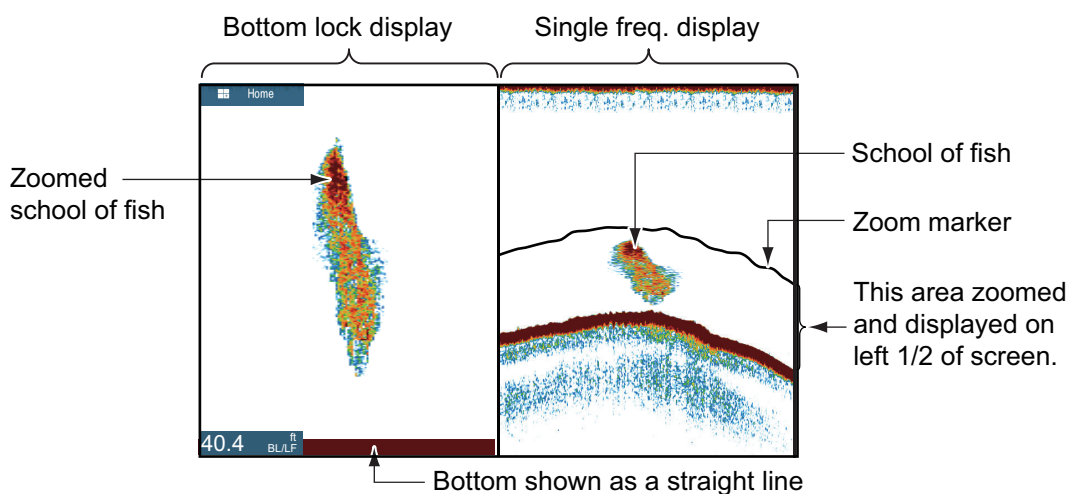 Bottom lock display
Single freq. display
Home
School of fish
Zoomed
school of fish
Zoom marker
This area zoomed
and displayed on
left 1/2 of screen.
40.4
ft
BL/LF
Bottom shown as a straight line